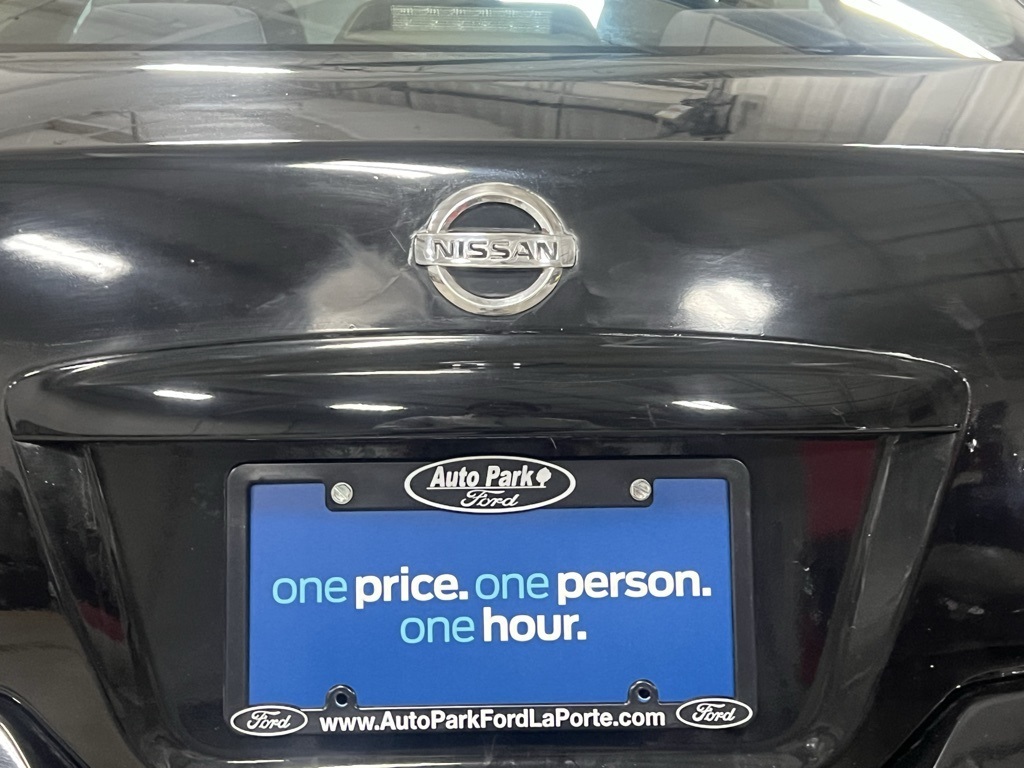 NISSAN
Auto Park
Ford
one price. one person.
one hour.
Ford www.AutoParkFordLaPorte.com Ford